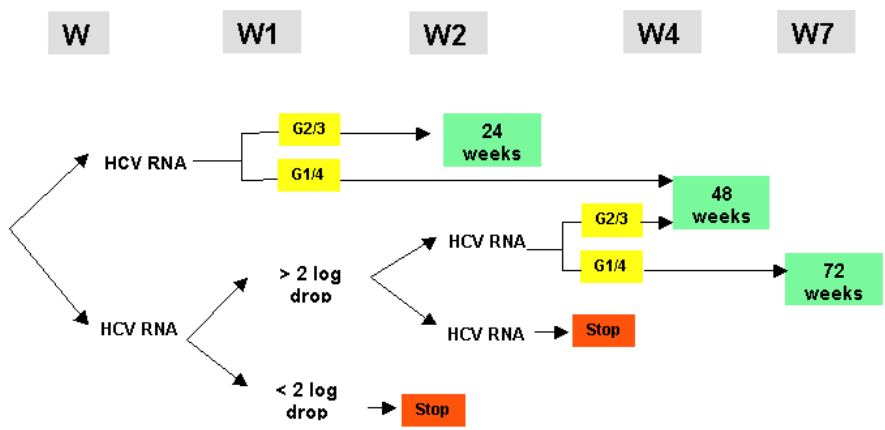 W W1 W2 W4 W7
G2/3
24
weeks
HCV RNA
G1/4
48
weeks
G2/3
HCV RNA
G1/4
> 2 log
drop
72
weeks
HCV RNA
HCV RNA
Stop
< 2 log
drop
Stop